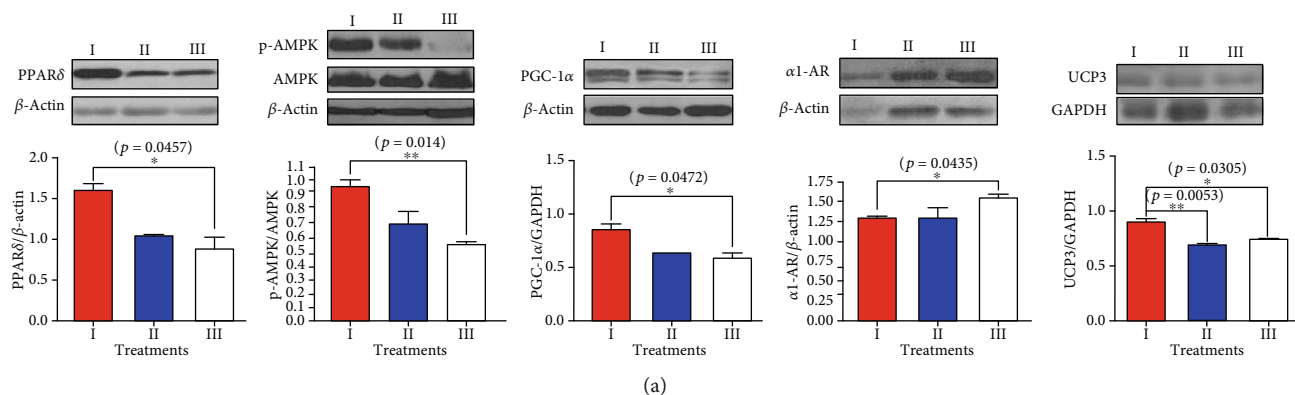 I II III
PPARδ
β-Actin
2.0
1.5
1.0
0.0
PPARδ/β-actin
(p = 0.0457)
*
I II III
Treatments
I II III
p-AMPK
AMPK
β-Actin
1.1
1.0
0.9
0.8
0.7
0.6
0.5
0.4
0.3
0.2
0.1
0.0
p-AMPK/AMPK
(p = 0.014)
**
I II III
Treatments
I II III
PGC-1α
β-Actin
1.5
1.0
0.5
0.0
PGC-1α/GAPDH
(p = 0.0472)
*
I II III
Treatments
I II III
α1-AR
β-Actin
1.75
1.50
1.25
1.00
0.75
0.50
0.25
0.00
α1-AR/β-actin
(p = 0.0435)
*
I II III
Treatments
I II III
UCP3
GAPDH
1.5
1.0
0.5
0.0
UCP3/GAPDH
(p = 0.0305)
*
(p = 0.0053)
**
I II III
Treatments
(a)